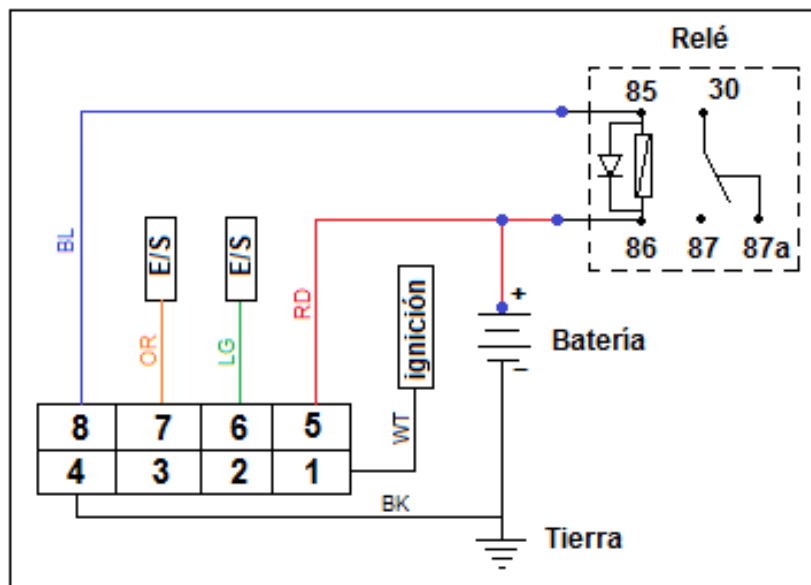 Relé
85 30
86 87 87a
BL
E/S
E/S
OR
LG
RD
ignición
WT
+
Batería
−
8 7 6 5
4 3 2 1
BK
Tierra